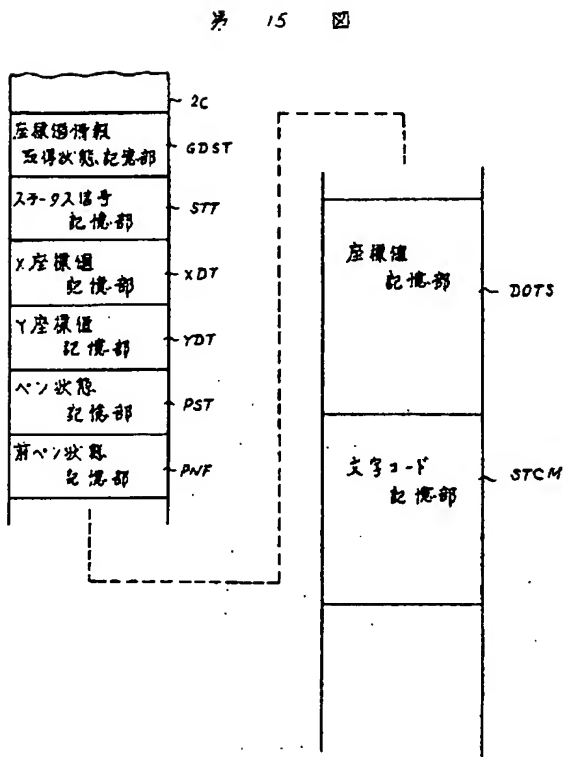 第 15 図
2C
座標値情報
取得状態記憶部
GDST
ステータス信号
記憶部
STT
X座標値
記憶部
XDT
Y座標値
記憶部
YDT
ペン状態
記憶部
PST
前ペン状態
記憶部
PNF
座標値
記憶部
DOTS
文字コード
記憶部
STCM